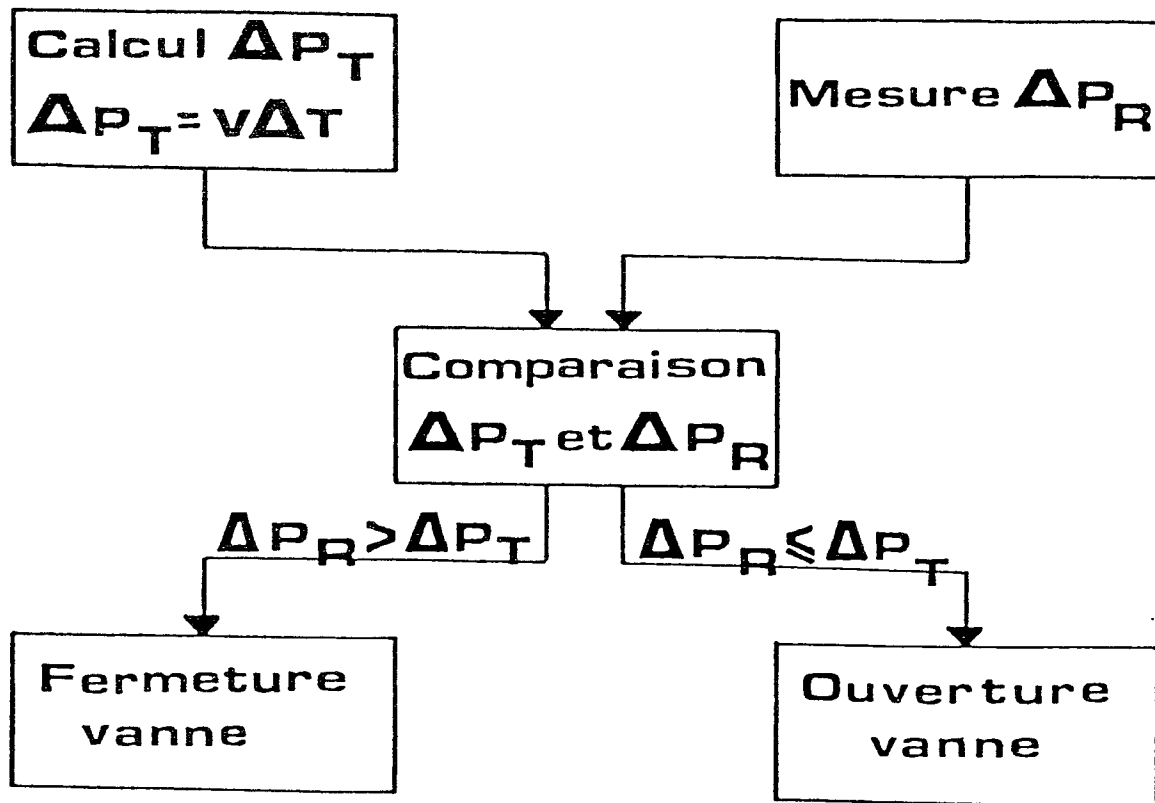 Calcul ΔP_T
ΔP_T = VΔT
Mesure ΔP_R
Comparaison
ΔP_T et ΔP_R
ΔP_R > ΔP_T
ΔP_R ⩽ ΔP_T
Fermeture
vanne
Ouverture
vanne